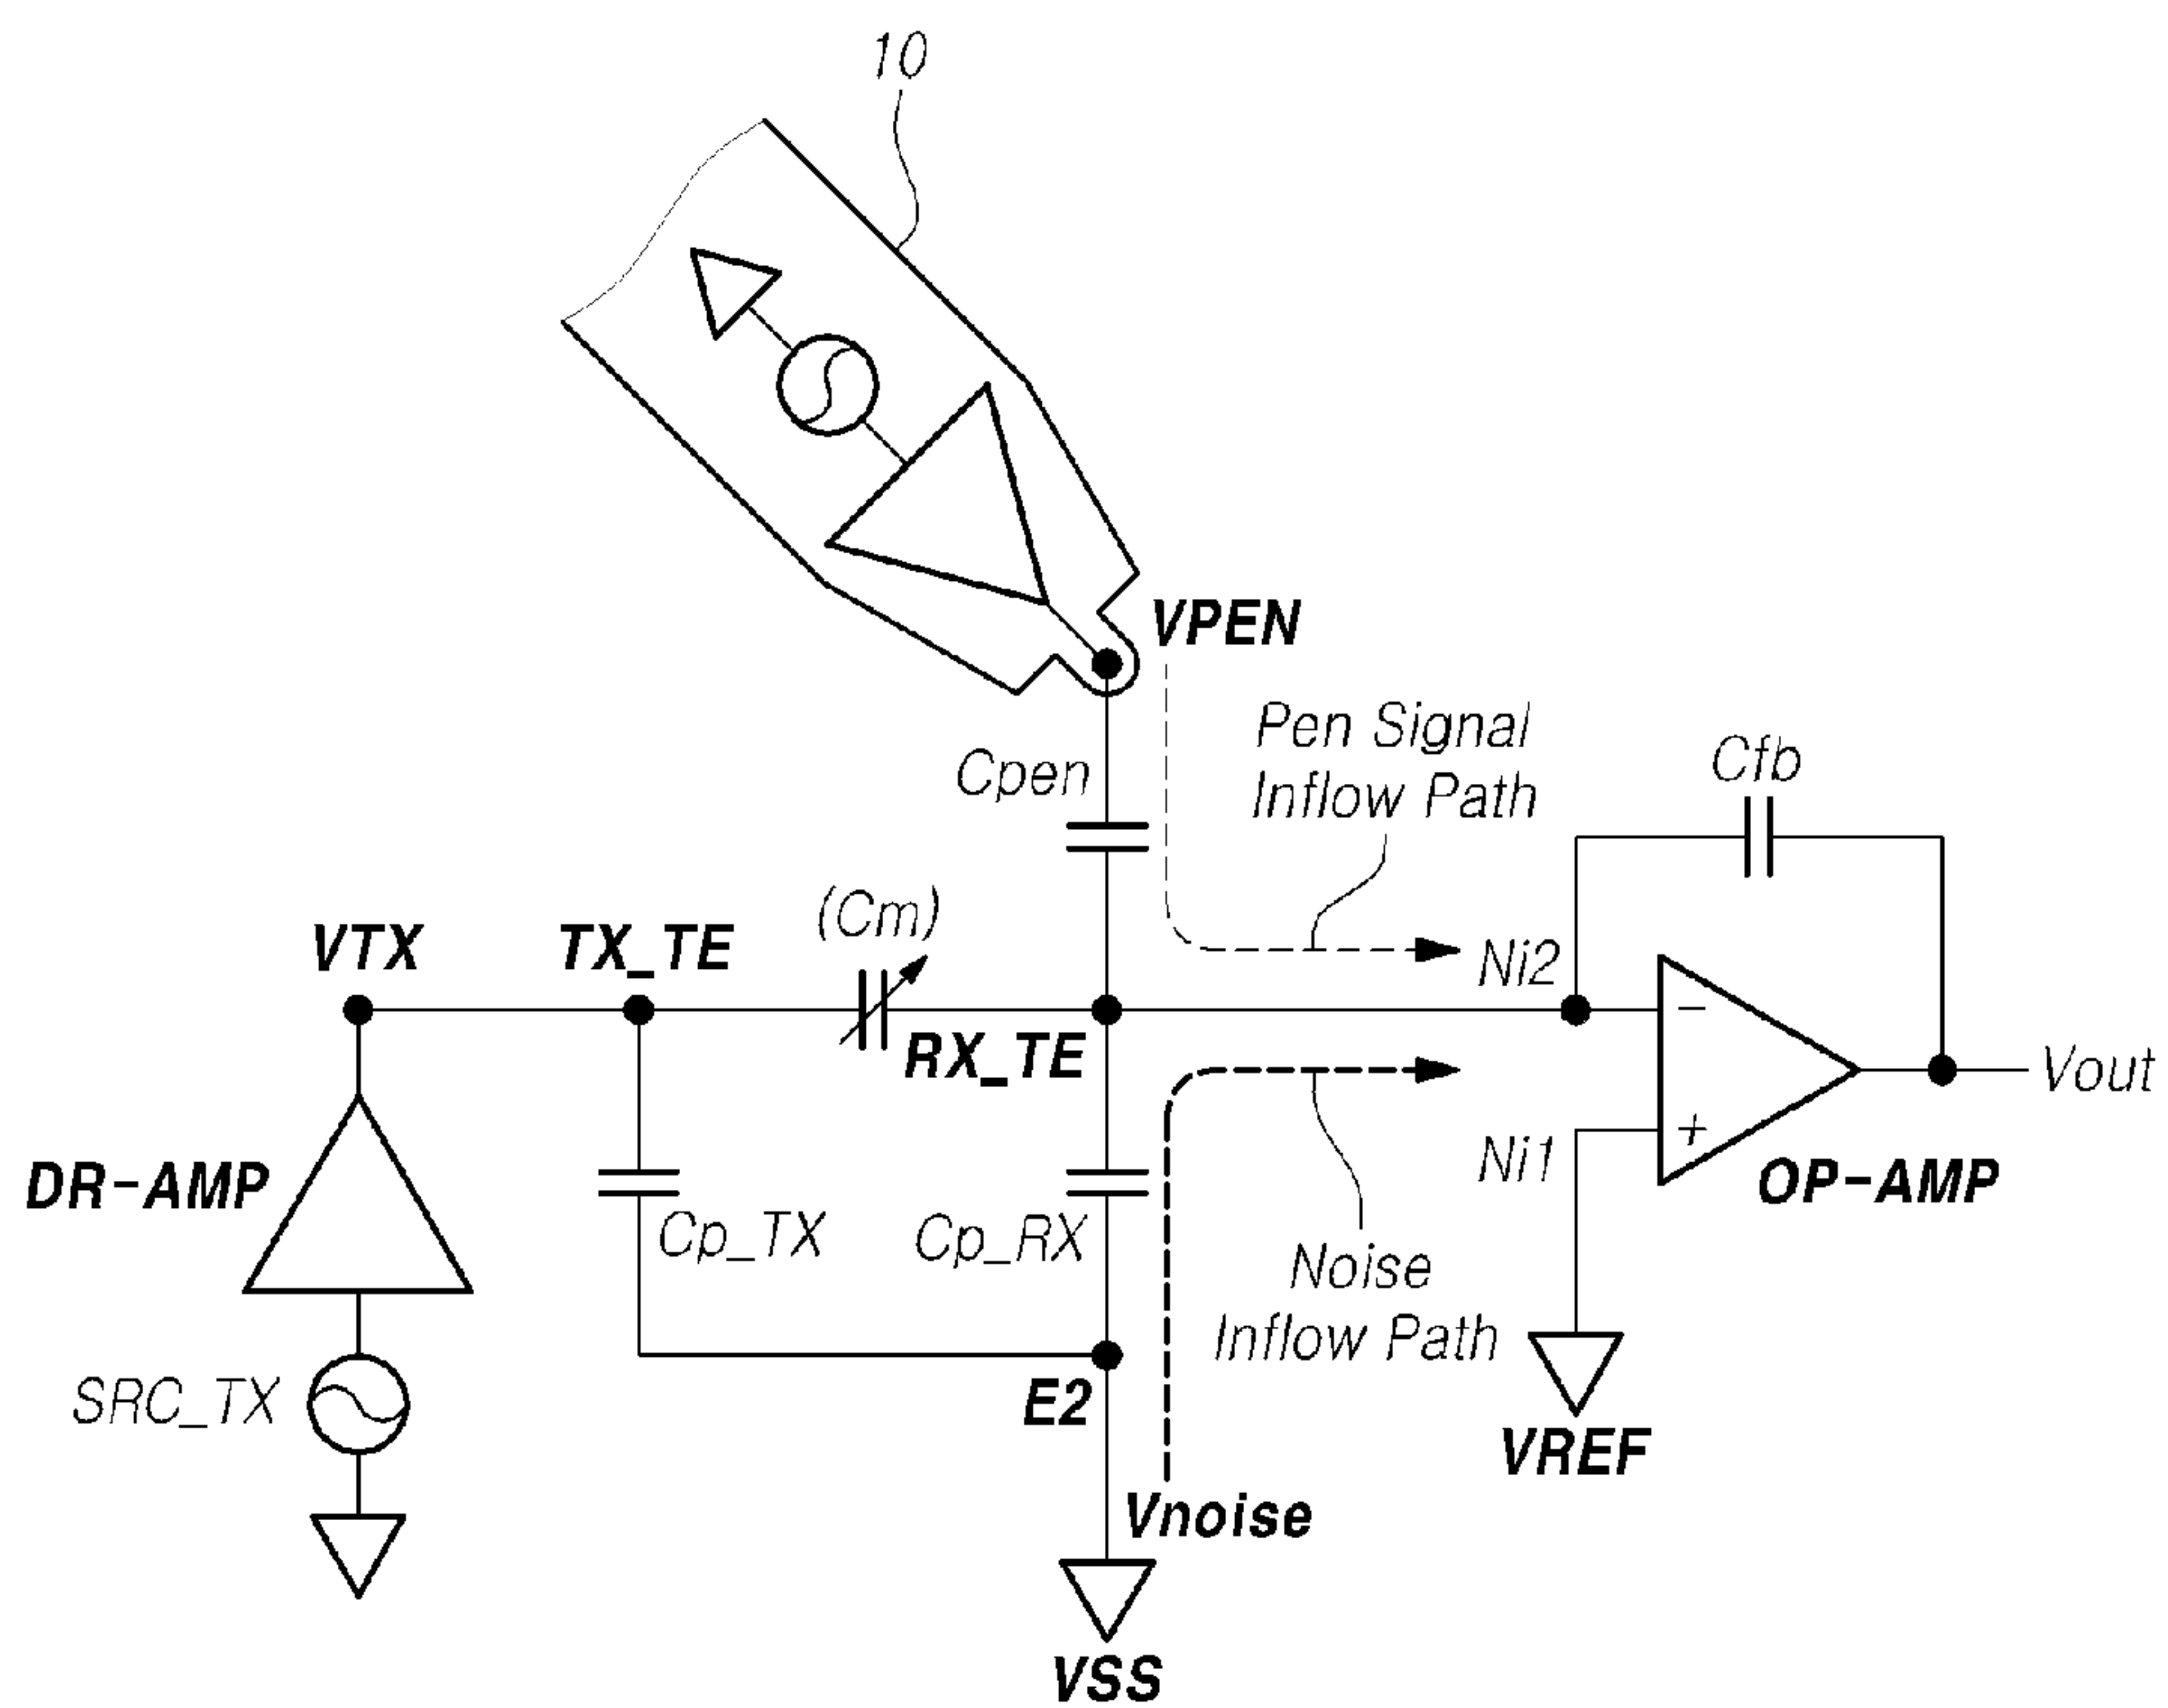 10
VPEN
Pen Signal
Inflow Path
Cpen
Cfb
(Cm)
VTX
TX_TE
Ni2
−
RX_TE
Vout
+
Ni1
DR-AMP
OP-AMP
Cp_TX
Cp_RX
Noise
Inflow Path
SRC_TX
E2
VREF
Vnoise
VSS